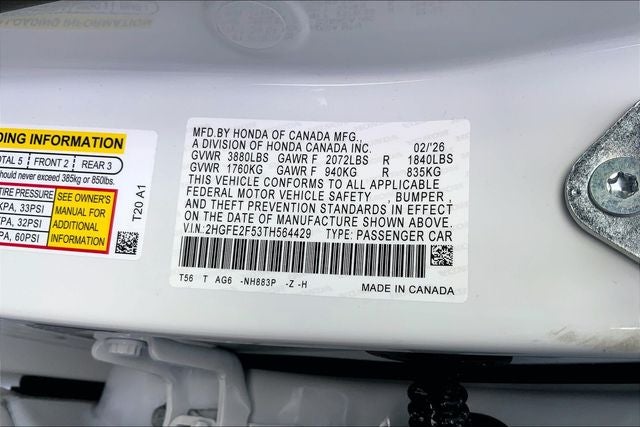 DING INFORMATION
OTAL 5 FRONT 2 REAR 3
hould never exceed 385kg or 850lbs.
IRE PRESSURE
PA, 33PSI
PA, 32PSI
PA, 60PSI
SEE OWNER'S
MANUAL FOR
ADDITIONAL
INFORMATION
T20 A1
MFD.BY HONDA OF CANADA MFG.,
A DIVISION OF HONDA CANADA INC. 02/26
GVWR 3880LBS GAWR F 2072LBS R 1840LBS
GVWR 1760KG GAWR F 940KG R 835KG
THIS VEHICLE CONFORMS TO ALL APPLICABLE
FEDERAL MOTOR VEHICLE SAFETY , BUMPER ,
AND THEFT PREVENTION STANDARDS IN EFFECT
ON THE DATE OF MANUFACTURE SHOWN ABOVE.
V.I.N:2HGFE2F53TH564429 TYPE: PASSENGER CAR
T56 T AG6 -NH883P -Z -H
MADE IN CANADA